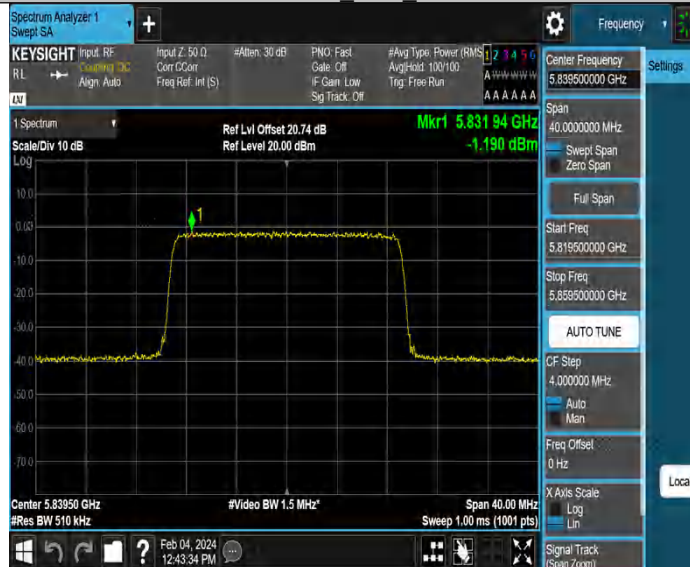 Spectrum Analyzer 1
Swept SA
+
Frequency
KEYSIGHT
RL
LXI
Input: RF
Coupling: DC
Align: Auto
Input Z: 50 Ω
Corr CCorr
Freq Ref: Int (S)
#Atten: 30 dB
PNO: Fast
Gate: Off
IF Gain: Low
Sig Track: Off
#Avg Type: Power (RMS
Avg|Hold: 100/100
Trig: Free Run
1 2 3 4 5 6
A W W W W W
A A A A A A
1 Spectrum
Scale/Div 10 dB
Log
Ref Lvl Offset 20.74 dB
Ref Level 20.00 dBm
Mkr1 5.831 94 GHz
-1.190 dBm
1
10.0
0.00
-10.0
-20.0
-30.0
-40.0
-50.0
-60.0
-70.0
Center 5.83950 GHz
#Res BW 510 kHz
#Video BW 1.5 MHz*
Span 40.00 MHz
Sweep 1.00 ms (1001 pts)
?
Feb 04, 2024
12:43:34 PM
Center Frequency
5.839500000 GHz
Settings
Span
40.0000000 MHz
Swept Span
Zero Span
Full Span
Start Freq
5.819500000 GHz
Stop Freq
5.859500000 GHz
AUTO TUNE
CF Step
4.000000 MHz
Auto
Man
Freq Offset
0 Hz
X Axis Scale
Log
Lin
Loca
Signal Track
(Span Zoom)